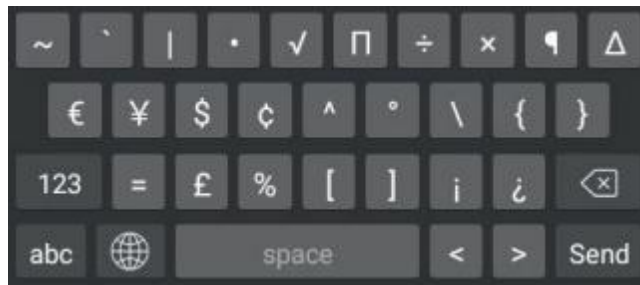 ~ ` | • √ Π ÷ × ¶ Δ
€ ¥ $ ¢ ^ ° \ { }
123 = £ % [ ] ¡ ¿
abc space < > Send